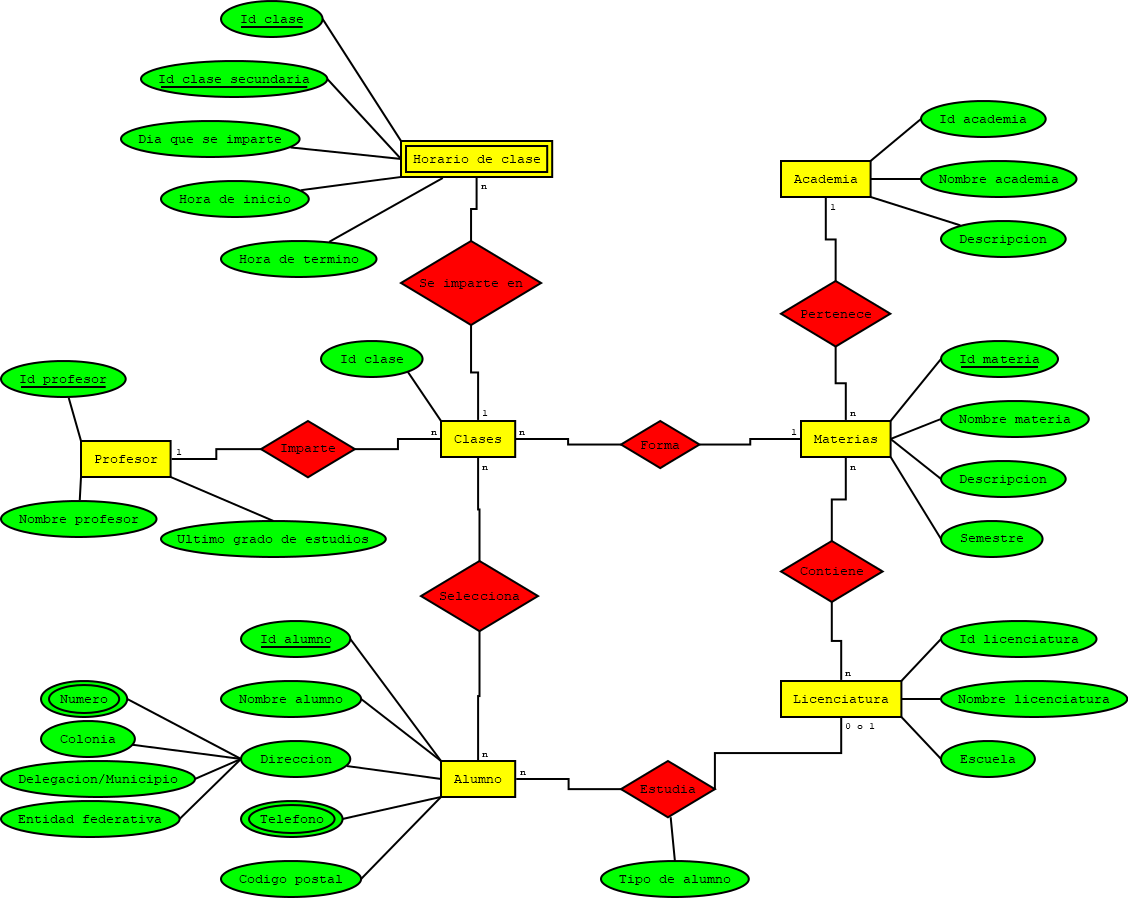 Id clase
Id clase secundaria
Dia que se imparte
Hora de inicio
Hora de termino
Horario de clase
n
Se imparte en
Id academia
Nombre academia
Descripcion
Academia
1
Pertenece
n
Id clase
1
n
Clases
n
n
Id profesor
Profesor
1
Imparte
Nombre profesor
Ultimo grado de estudios
Forma
1
Materias
n
Id materia
Nombre materia
Descripcion
Semestre
Contiene
n
Selecciona
n
Id alumno
Nombre alumno
Numero
Colonia
Direccion
Delegacion/Municipio
Entidad federativa
Telefono
Codigo postal
Alumno
n
Estudia
Tipo de alumno
Licenciatura
0 o 1
Id licenciatura
Nombre licenciatura
Escuela